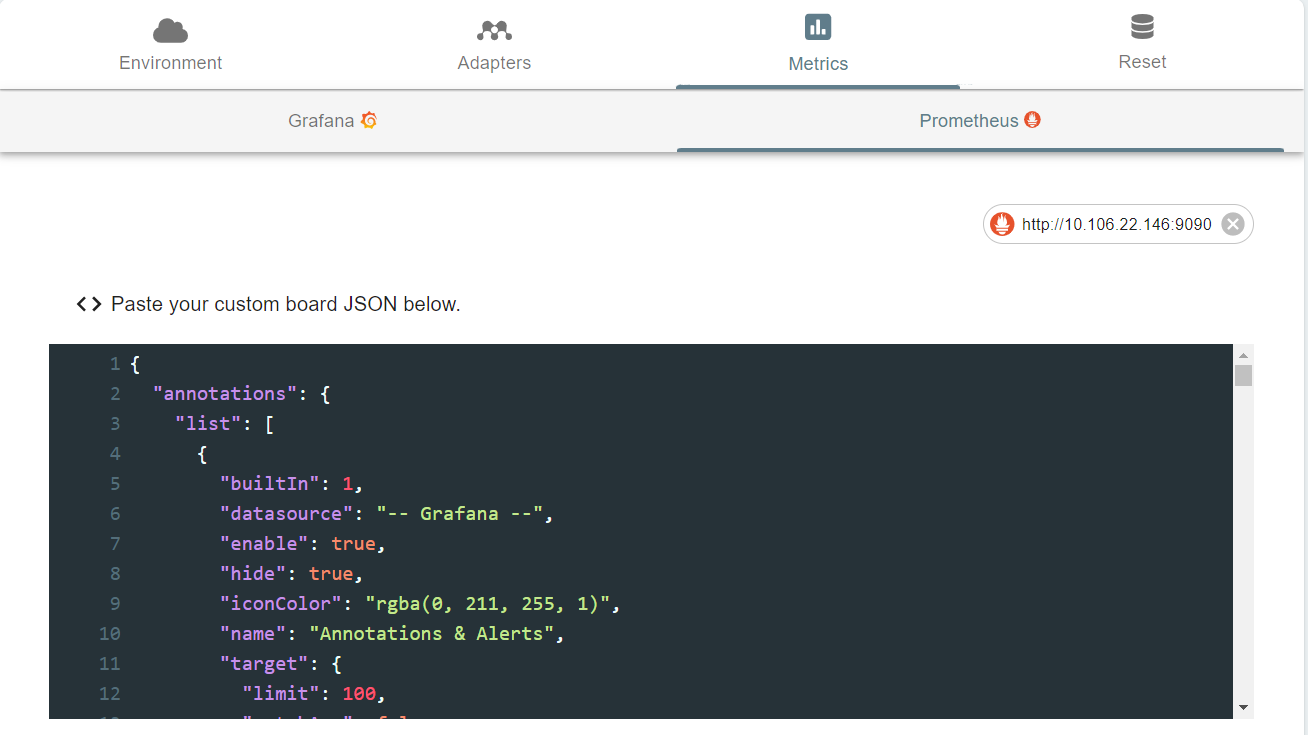 Environment Adapters Metrics Reset
Grafana Prometheus
http://10.106.22.146:9090
<> Paste your custom board JSON below.
1 {
2 "annotations": {
3 "list": [
4 {
5 "builtIn": 1,
6 "datasource": "-- Grafana --",
7 "enable": true,
8 "hide": true,
9 "iconColor": "rgba(0, 211, 255, 1)",
10 "name": "Annotations & Alerts",
11 "target": {
12 "limit": 100,